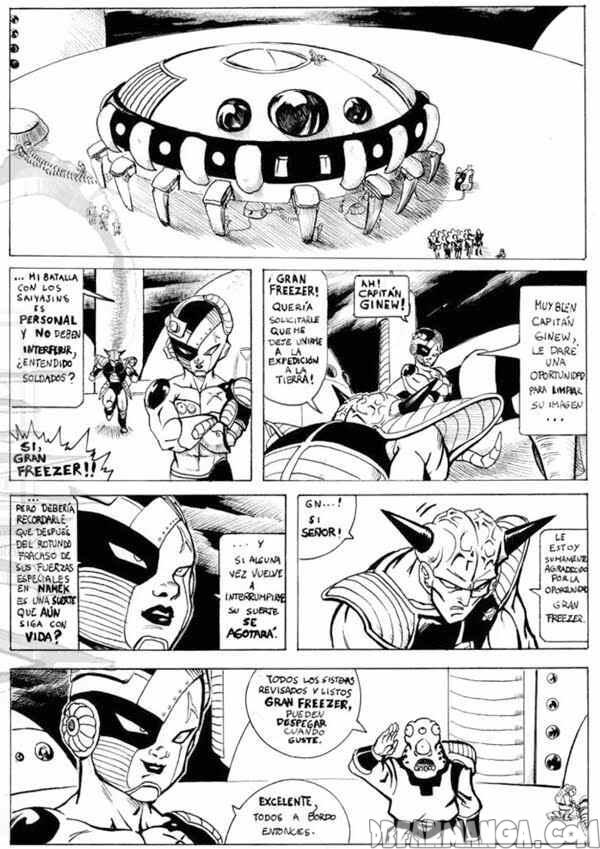 ... MI BATALLA
CON LOS
SAIYAJINS
ES
PERSONAL
Y NO DEBEN
INTERFERIR,
¿ENTENDIDO
SOLDADOS?
SI,
GRAN
FREEZER!!
¡GRAN
FREEZER!
QUERÍA
SOLICITARLE
QUE ME
DEJE UNIRME
A LA
EXPEDICIÓN
A LA
TIERRA!
AH!
CAPITÁN
GINEW!
MUY BIEN
CAPITÁN
GINEW,
LE DARÉ
UNA
OPORTUNIDAD
PARA LIMPIAR
SU IMAGEN
...
...
PERO DEBERÍA
RECORDARLE
QUE DESPUÉS
DEL ROTUNDO
FRACASO DE
SUS FUERZAS
ESPECIALES
EN NAMEK
ES UNA SUERTE
QUE AÚN
SIGA CON
VIDA?
... Y
SI ALGUNA
VEZ VUELVE
A
INTERRUMPIRME
SU SUERTE
SE
AGOTARÁ.
GN...!
SI
SEÑOR!
LE
ESTOY
SUMAMENTE
AGRADECIDO
POR LA
OPORTUNIDAD
GRAN
FREEZER.
TODOS LOS SISTEMAS
REVISADOS Y LISTOS
GRAN FREEZER,
PUEDEN
DESPEGAR
CUANDO
GUSTE.
EXCELENTE,
TODOS A BORDO
ENTONCES.
DBERZMANGA.COM